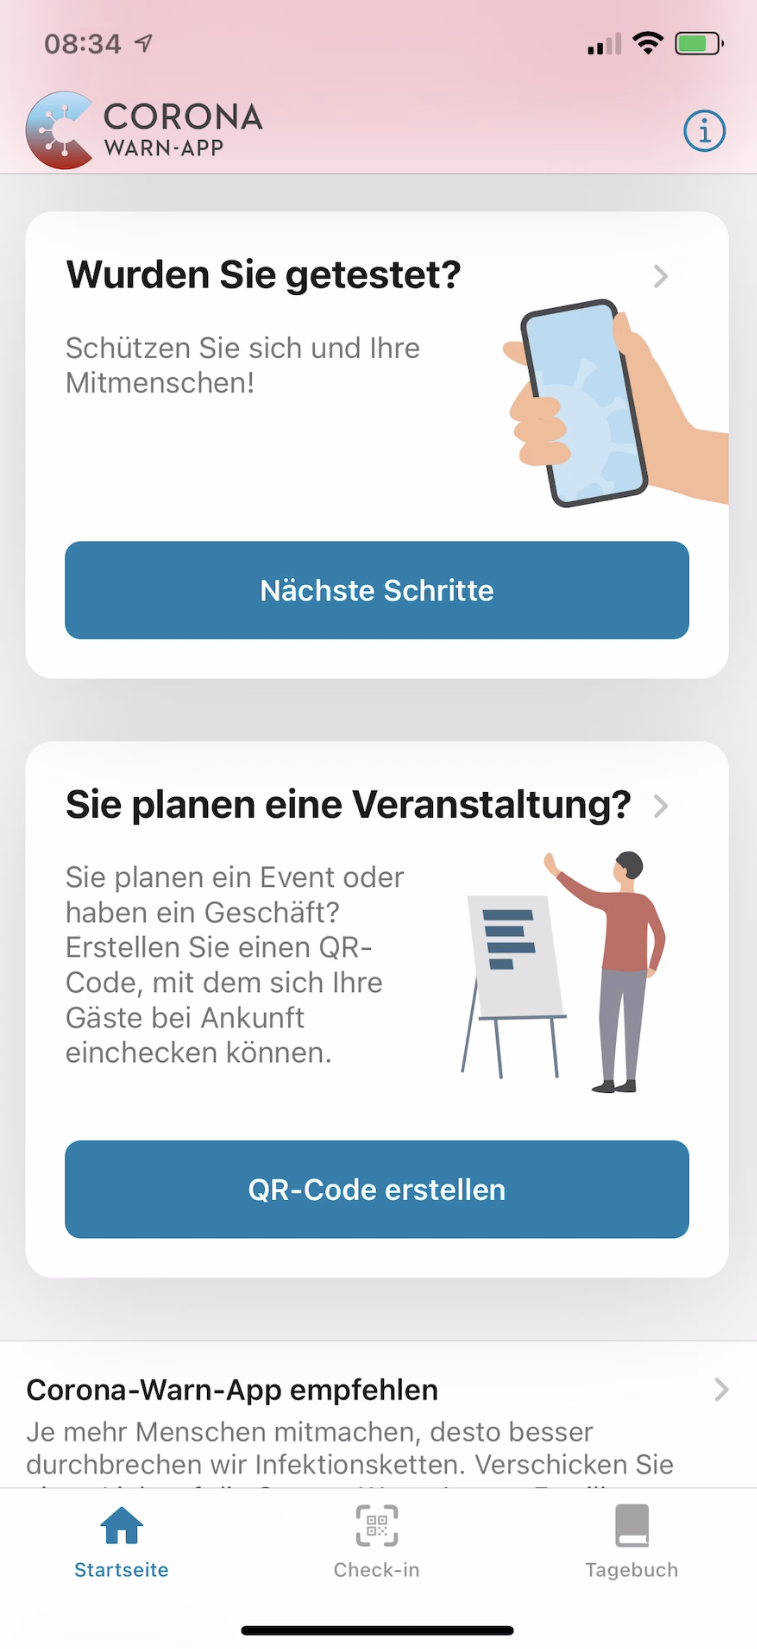 08:34
CORONA
WARN-APP
Wurden Sie getestet?
Schützen Sie sich und Ihre
Mitmenschen!
Nächste Schritte
Sie planen eine Veranstaltung?
Sie planen ein Event oder
haben ein Geschäft?
Erstellen Sie einen QR-
Code, mit dem sich Ihre
Gäste bei Ankunft
einchecken können.
QR-Code erstellen
Corona-Warn-App empfehlen
Je mehr Menschen mitmachen, desto besser
durchbrechen wir Infektionsketten. Verschicken Sie
Startseite
Check-in
Tagebuch